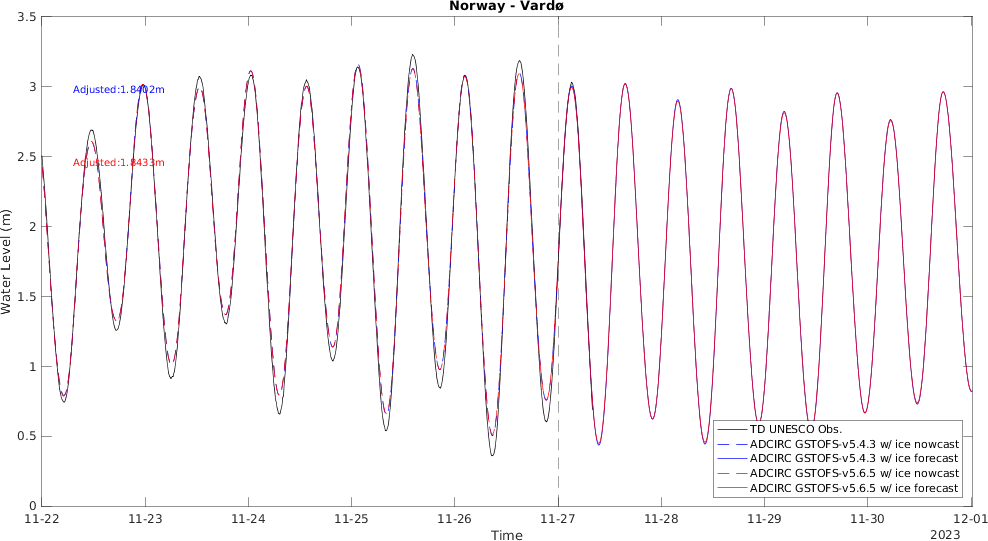 Norway - Vardø
3.5
3
2.5
2
1.5
1
0.5
0
Water Level (m)
Adjusted:1.8402m
Adjusted:1.8433m
TD UNESCO Obs.
ADCIRC GSTOFS-v5.4.3 w/ ice nowcast
ADCIRC GSTOFS-v5.4.3 w/ ice forecast
ADCIRC GSTOFS-v5.6.5 w/ ice nowcast
ADCIRC GSTOFS-v5.6.5 w/ ice forecast
11-22 11-23 11-24 11-25 11-26 11-27 11-28 11-29 11-30 12-01
Time
2023